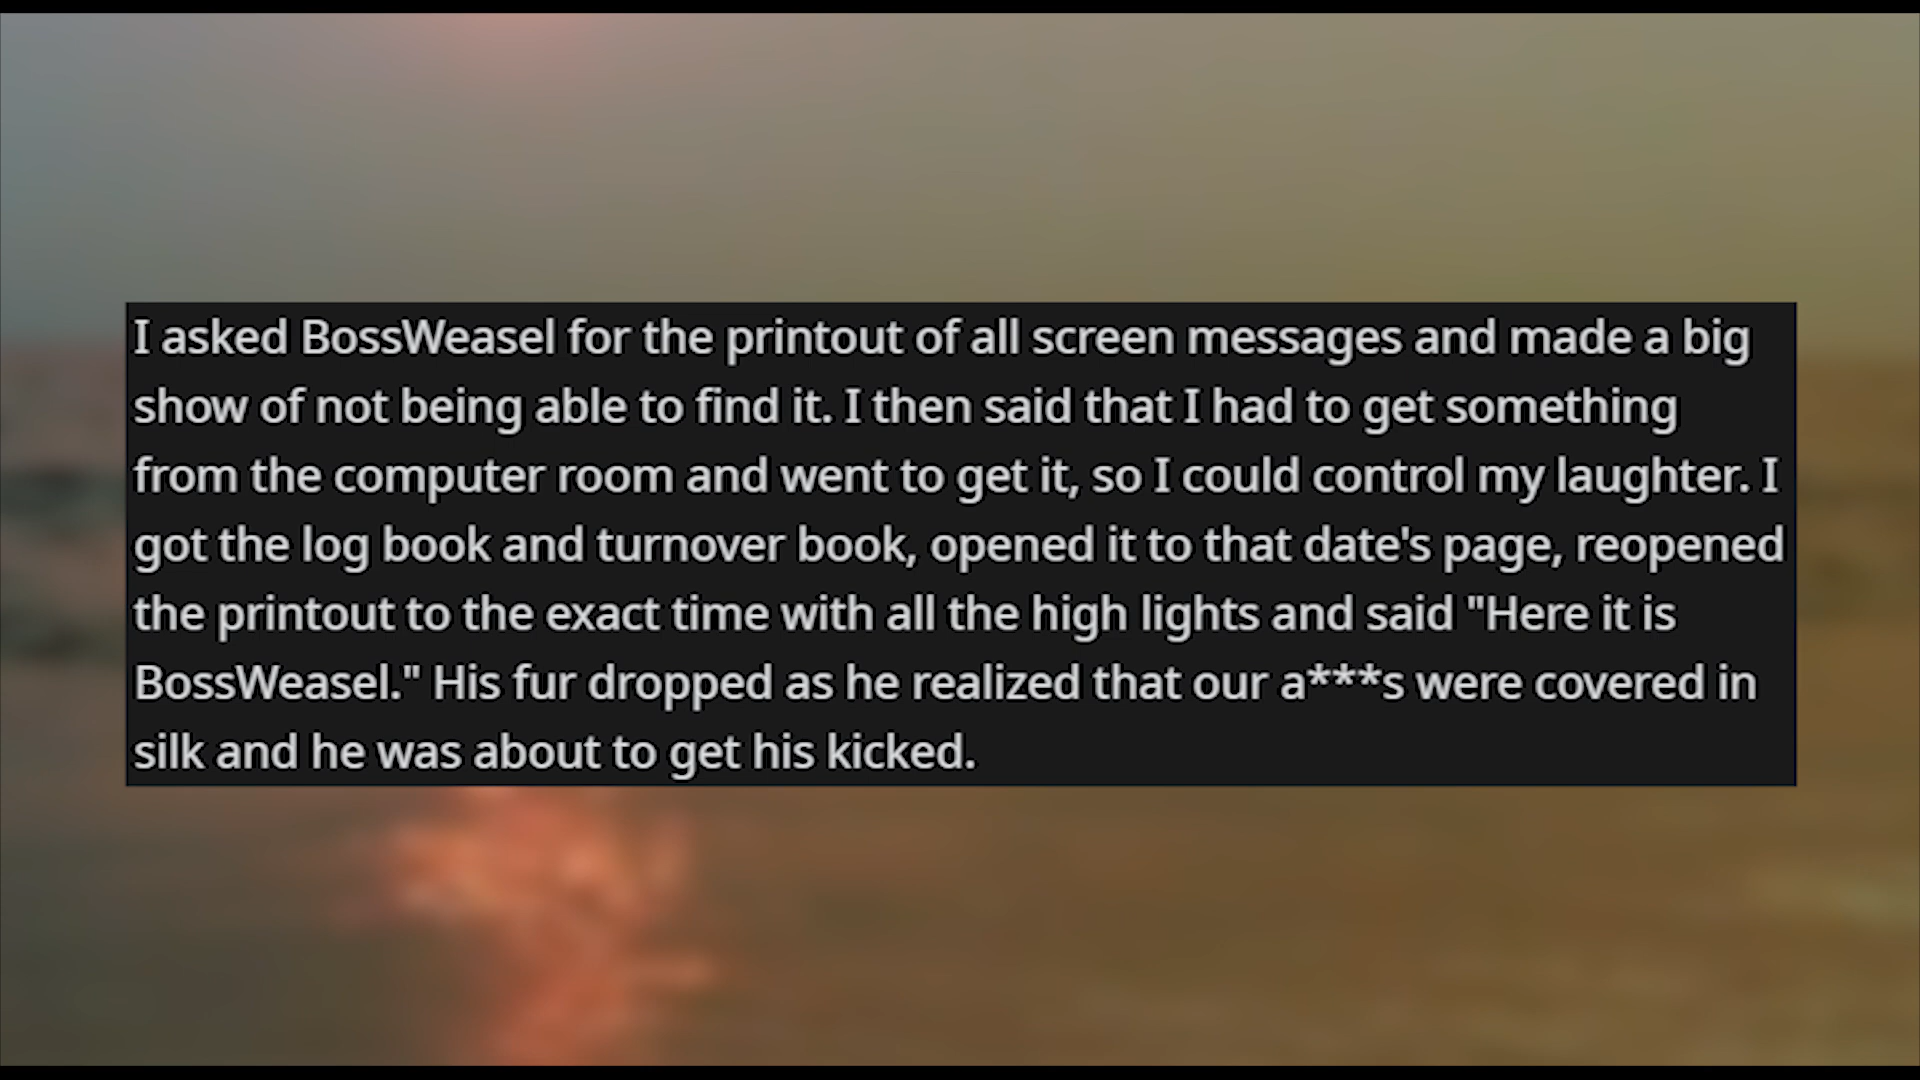 I asked BossWeasel for the printout of all screen messages and made a big
show of not being able to find it. I then said that I had to get something
from the computer room and went to get it, so I could control my laughter. I
got the log book and turnover book, opened it to that date's page, reopened
the printout to the exact time with all the high lights and said "Here it is
BossWeasel." His fur dropped as he realized that our a***s were covered in
silk and he was about to get his kicked.